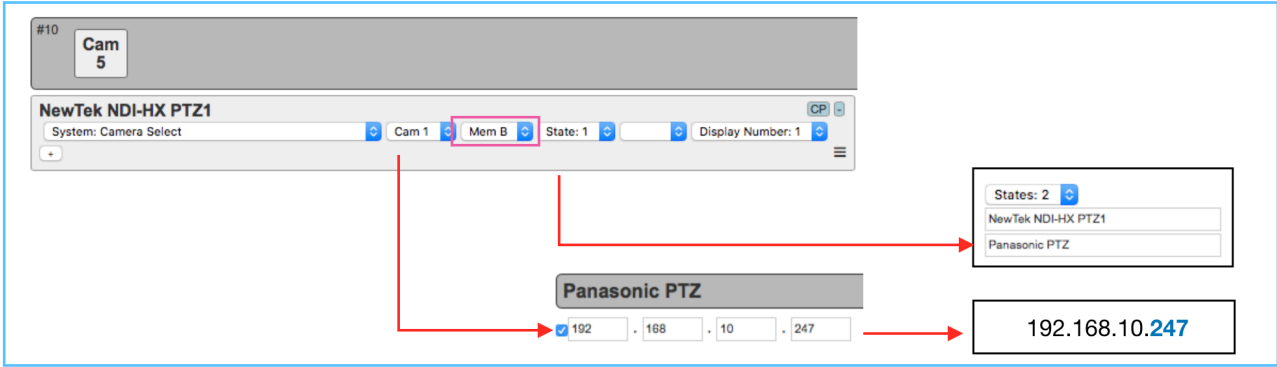 #10
Cam
5
NewTek NDI-HX PTZ1 CP -
System: Camera Select Cam 1 Mem B State: 1 Display Number: 1
+
States: 2
NewTek NDI-HX PTZ1
Panasonic PTZ
Panasonic PTZ
192 . 168 . 10 . 247
192.168.10.247